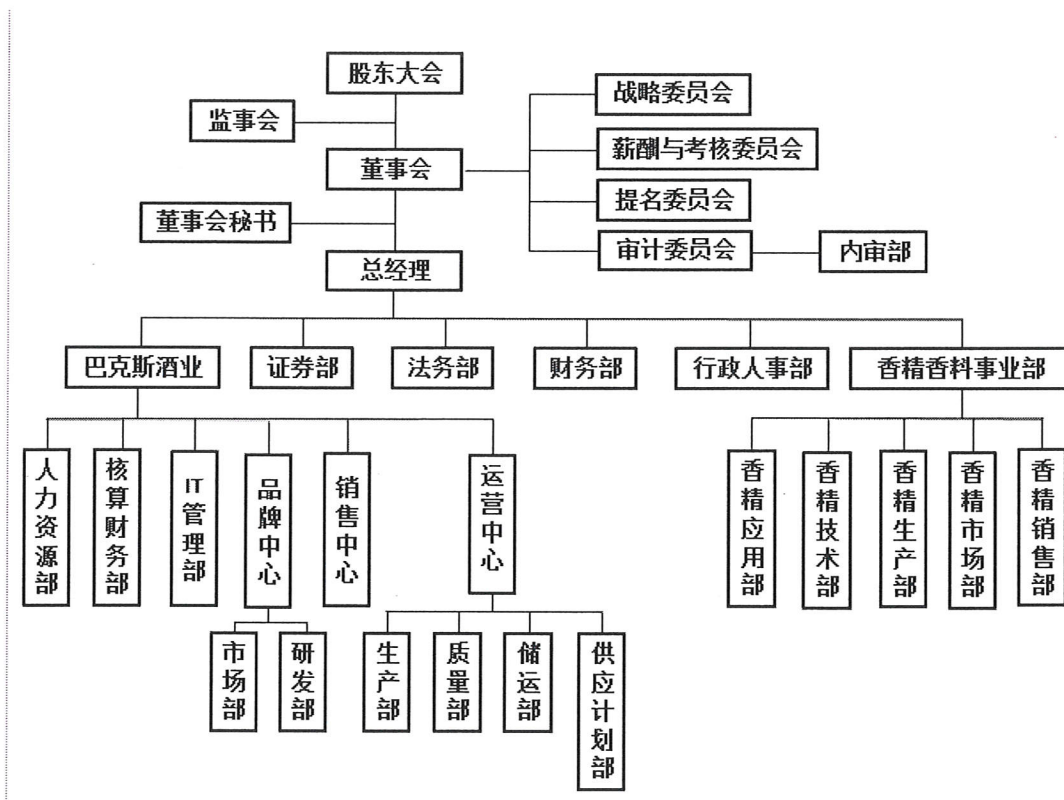 股东大会
战略委员会
监事会
薪酬与考核委员会
董事会
提名委员会
董事会秘书
审计委员会
内审部
总经理
巴克斯酒业
证券部
法务部
财务部
行政人事部
香精香料事业部
人力资源部
核算财务部
IT管理部
品牌中心
销售中心
运营中心
香精应用部
香精技术部
香精生产部
香精市场部
香精销售部
市场部
研发部
生产部
质量部
储运部
供应计划部